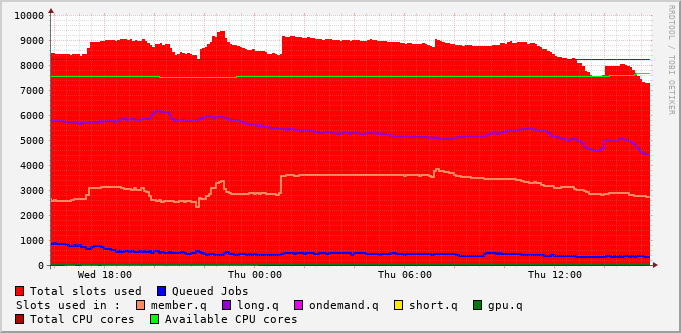 10000
9000
8000
7000
6000
5000
4000
3000
2000
1000
0
Wed 18:00 Thu 00:00 Thu 06:00 Thu 12:00
Total slots used Queued Jobs
Slots used in : member.q long.q ondemand.q short.q gpu.q
Total CPU cores Available CPU cores
RRDTOOL / TOBI OETIKER